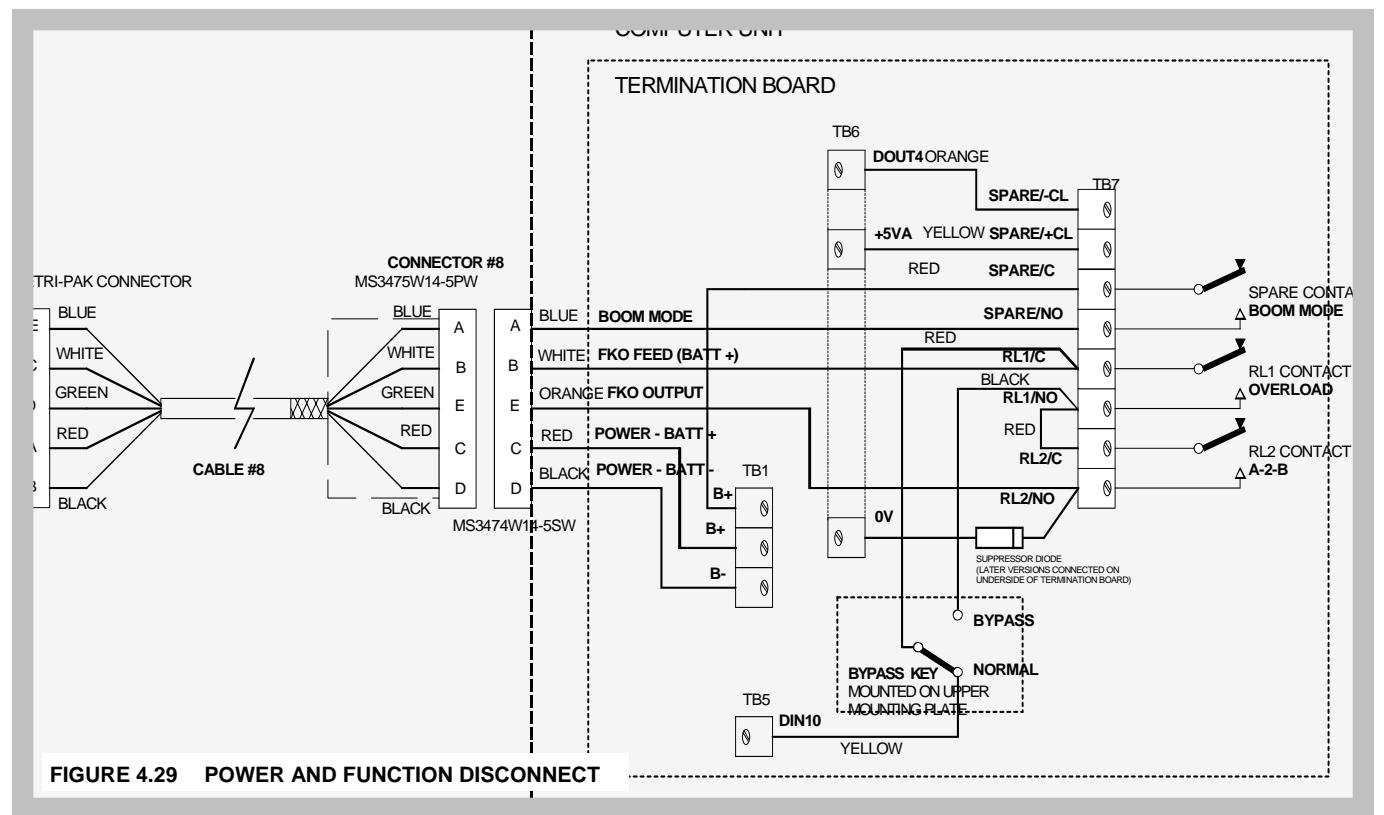 COMPUTER UNIT
TERMINATION BOARD
TB6
DOUT4 ORANGE
TB7
SPARE/-CL
+5VA YELLOW SPARE/+CL
RED SPARE/C
SPARE CONTA
BOOM MODE
TRI-PAK CONNECTOR
CONNECTOR #8
MS3475W14-5PW
BLUE
BLUE
A
A
BLUE BOOM MODE
SPARE/NO
RED
WHITE
WHITE
B
B
WHITE FKO FEED (BATT +)
RL1/C
RL1 CONTACT
OVERLOAD
BLACK
GREEN
GREEN
E
E
ORANGE FKO OUTPUT
RL1/NO
RED
RED
RED
C
C
RED POWER - BATT +
RL2/C
RL2 CONTACT
A-2-B
CABLE #8
BLACK
BLACK
D
D
BLACK POWER - BATT -
TB1
RL2/NO
MS3474W14-5SW
B+
B+
B-
0V
SUPPRESSOR DIODE
(LATER VERSIONS CONNECTED ON
UNDERSIDE OF TERMINATION BOARD)
BYPASS
NORMAL
BYPASS KEY
MOUNTED ON UPPER
MOUNTING PLATE
TB5
DIN10
YELLOW
FIGURE 4.29 POWER AND FUNCTION DISCONNECT